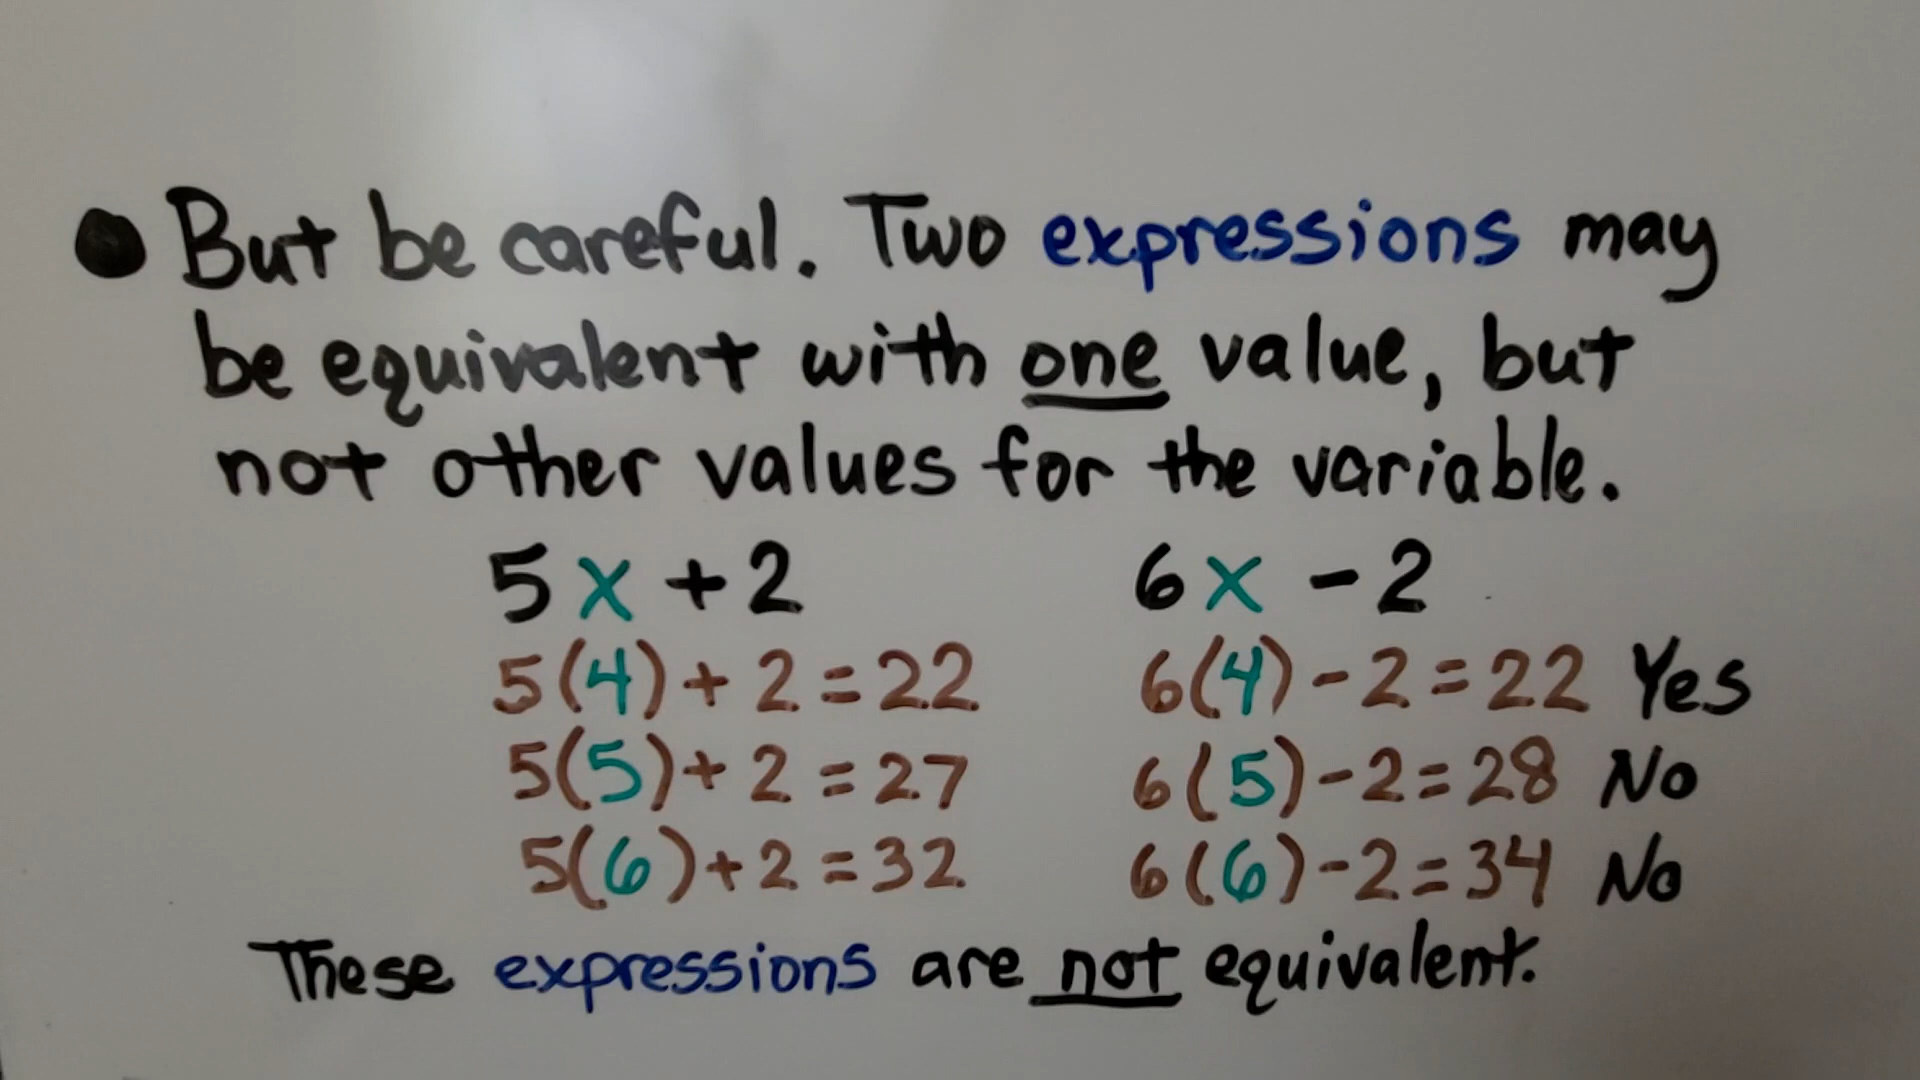 ● But be careful. Two expressions may
be equivalent with one value, but
not other values for the variable.
5x + 2 6x - 2
5(4) + 2 = 22 6(4) - 2 = 22 Yes
5(5) + 2 = 27 6(5) - 2 = 28 No
5(6) + 2 = 32 6(6) - 2 = 34 No
These expressions are not equivalent.